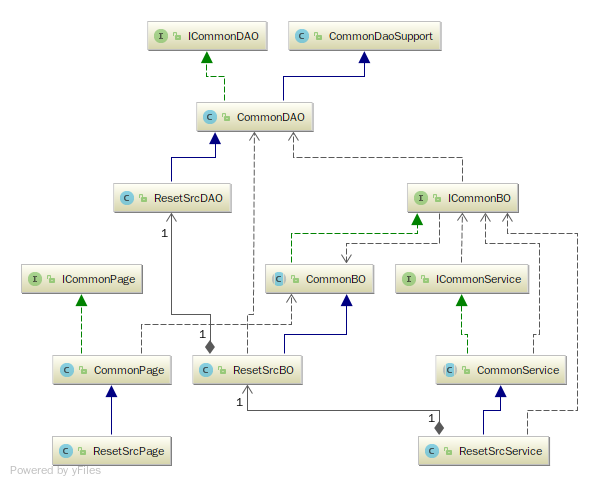 I ICommonDAO
C CommonDaoSupport
C CommonDAO
C ResetSrcDAO
I ICommonBO
1
I ICommonPage
C CommonBO
I ICommonService
1
C CommonPage
C ResetSrcBO
C CommonService
1
1
C ResetSrcPage
C ResetSrcService
Powered by yFiles